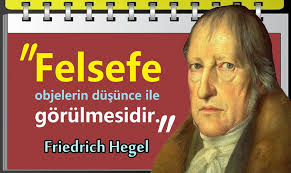 "Felsefe
objelerin düşünce ile
görülmesidir."
Friedrich Hegel